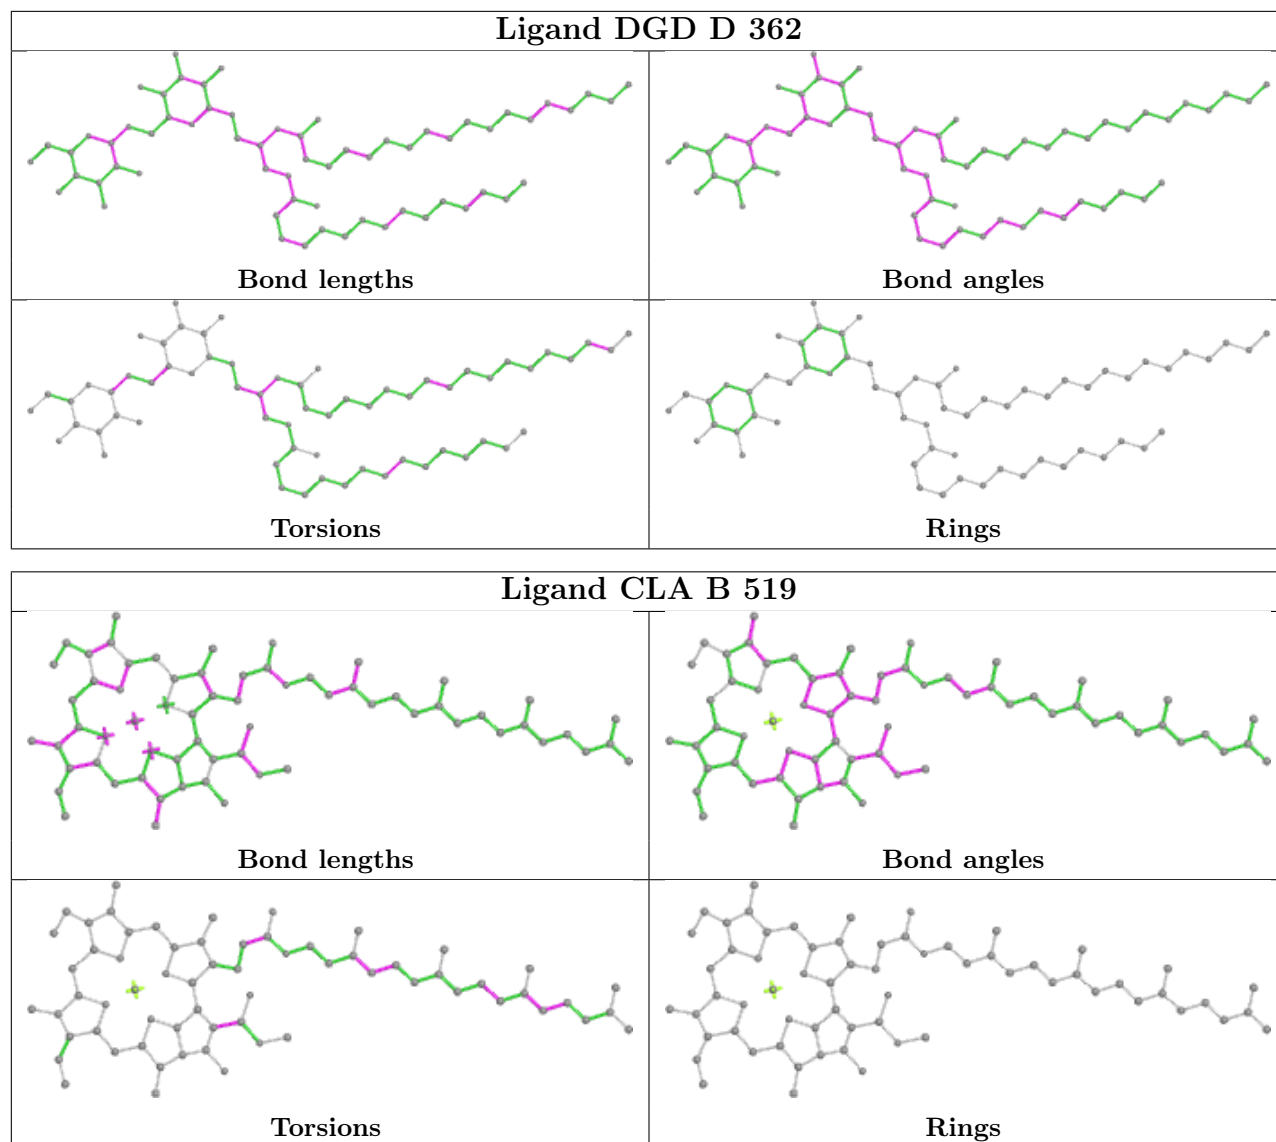 Ligand DGD D 362
Bond lengths
Bond angles
Torsions
Rings
Ligand CLA B 519
Bond lengths
Bond angles
Torsions
Rings